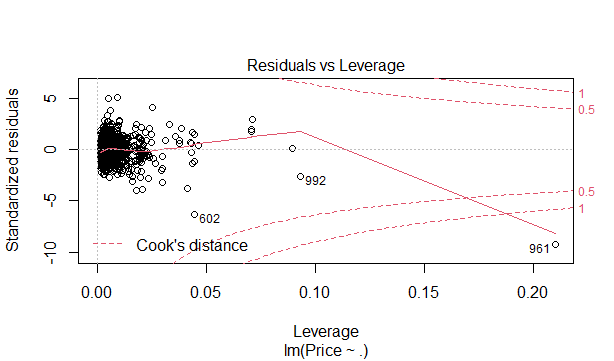 Residuals vs Leverage
Standardized residuals
5
0
-5
-10
1
0.5
0.5
1
992
602
961
Cook's distance
0.00 0.05 0.10 0.15 0.20
Leverage
lm(Price ~ .)